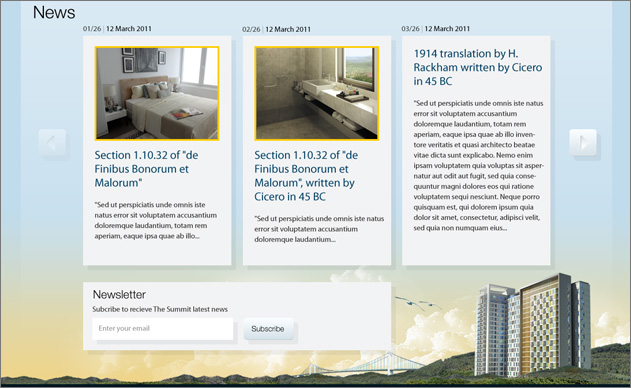 News
01/26 | 12 March 2011
Section 1.10.32 of "de
Finibus Bonorum et
Malorum"
"Sed ut perspiciatis unde omnis iste
natus error sit voluptatem accusantium
doloremque laudantium, totam rem
aperiam, eaque ipsa quae ab illo...
02/26 | 12 March 2011
Section 1.10.32 of "de
Finibus Bonorum et
Malorum", written by
Cicero in 45 BC
"Sed ut perspiciatis unde omnis iste natus
error sit voluptatem accusantium
doloremque laudantium...
03/26 | 12 March 2011
1914 translation by H.
Rackham written by Cicero
in 45 BC
"Sed ut perspiciatis unde omnis iste natus
error sit voluptatem accusantium
doloremque laudantium, totam rem
aperiam, eaque ipsa quae ab illo inven-
tore veritatis et quasi architecto beatae
vitae dicta sunt explicabo. Nemo enim
ipsam voluptatem quia voluptas sit asper-
natur aut odit aut fugit, sed quia conse-
quuntur magni dolores eos qui ratione
voluptatem sequi nesciunt. Neque porro
quisquam est, qui dolorem ipsum quia
dolor sit amet, consectetur, adipisci velit,
sed quia non numquam eius...
Newsletter
Subcribe to recieve The Summit latest news
Enter your email
Subscribe